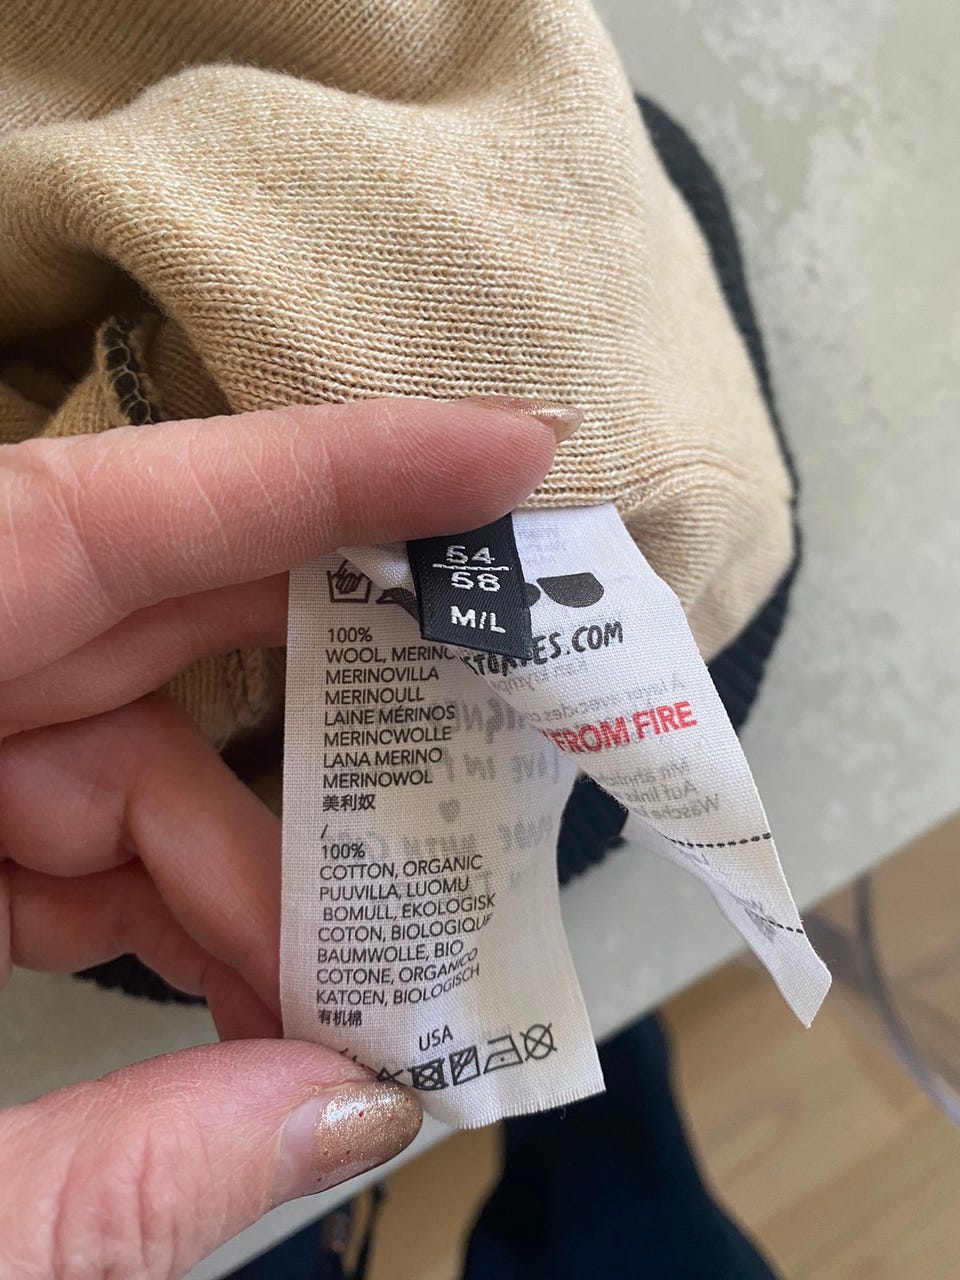 54
58
M/L
100%
WOOL, MERINO
MERINOVILLA
MERINOULL
LAINE MÉRINOS
MERINOWOLLE
LANA MERINO
MERINOWOL
美利奴
/
100%
COTTON, ORGANIC
PUUVILLA, LUOMU
BOMULL, EKOLOGISK
COTON, BIOLOGIQUE
BAUMWOLLE, BIO
COTONE, ORGANICO
KATOEN, BIOLOGISCH
有机棉
USA
.COM
FROM FIRE